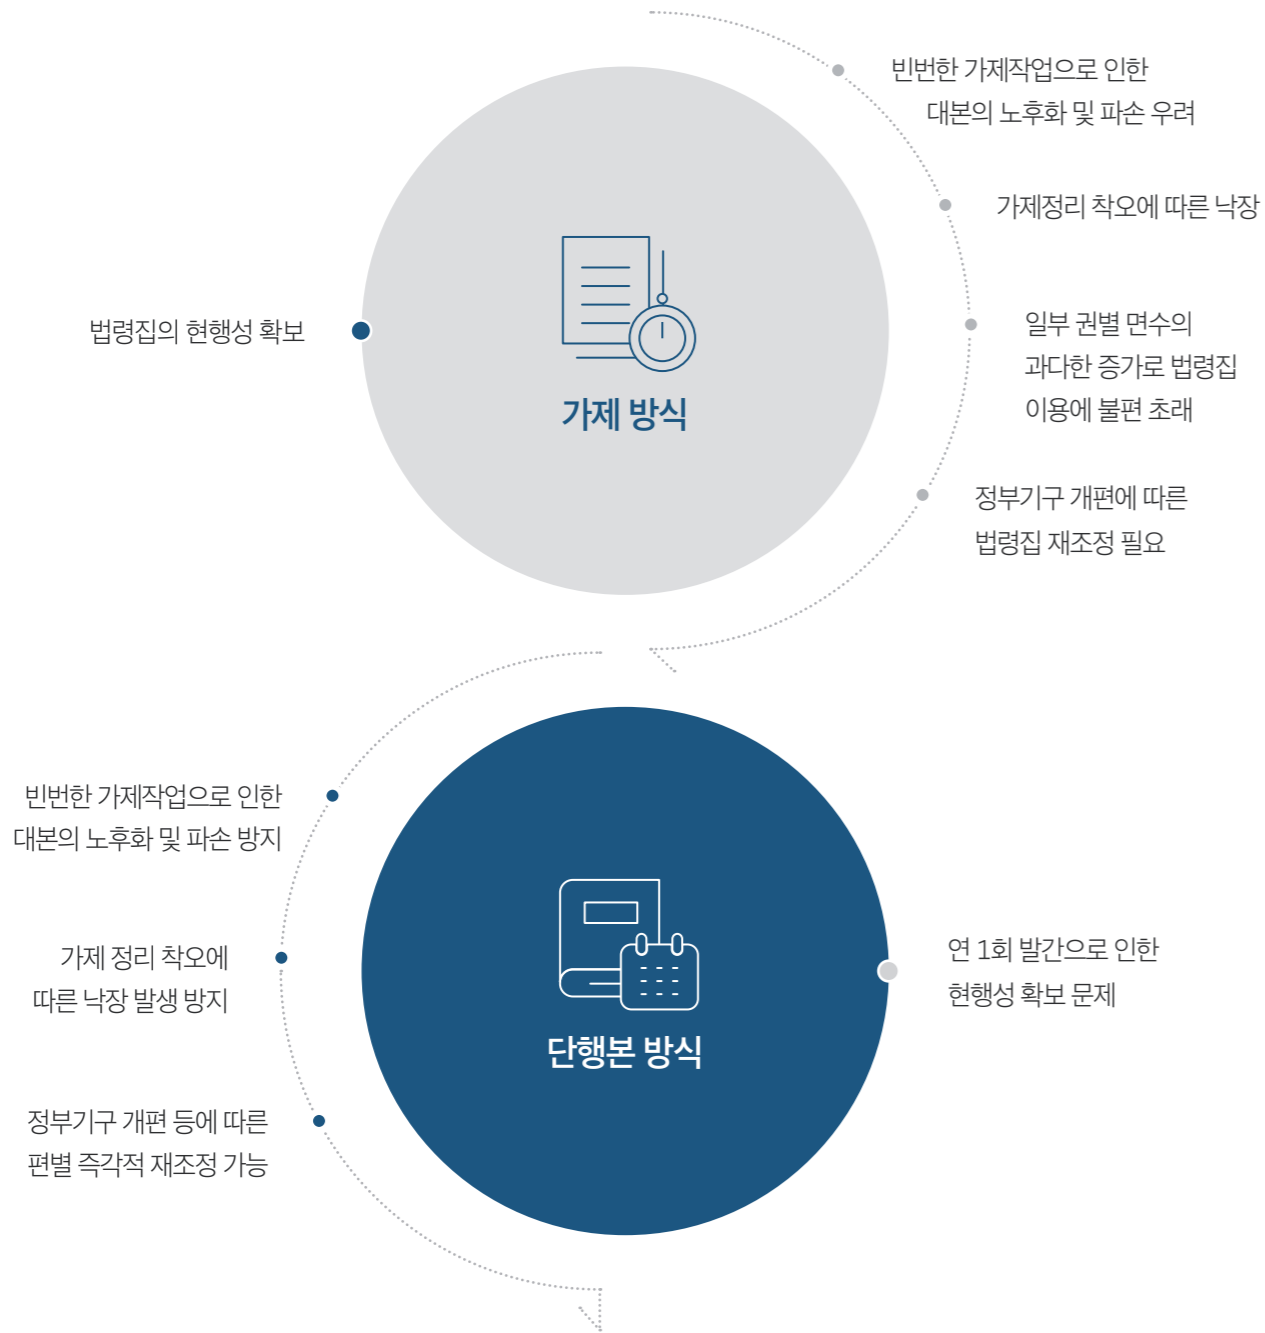 빈번한 가제작업으로 인한
대본의 노후화 및 파손 우려
가제정리 착오에 따른 낙장
법령집의 현행성 확보
가제 방식
일부 권별 면수의
과다한 증가로 법령집
이용에 불편 초래
정부기구 개편에 따른
법령집 재조정 필요
빈번한 가제작업으로 인한
대본의 노후화 및 파손 방지
가제 정리 착오에
따른 낙장 발생 방지
정부기구 개편 등에 따른
편별 즉각적 재조정 가능
단행본 방식
연 1회 발간으로 인한
현행성 확보 문제